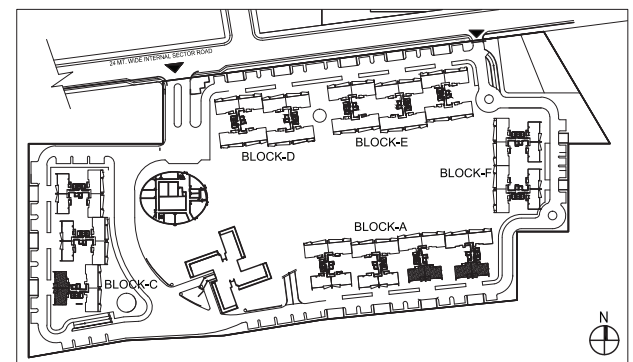 24 MT. WIDE INTERNAL SECTOR ROAD
BLOCK-D
BLOCK-E
BLOCK-F
BLOCK-A
BLOCK-C
N